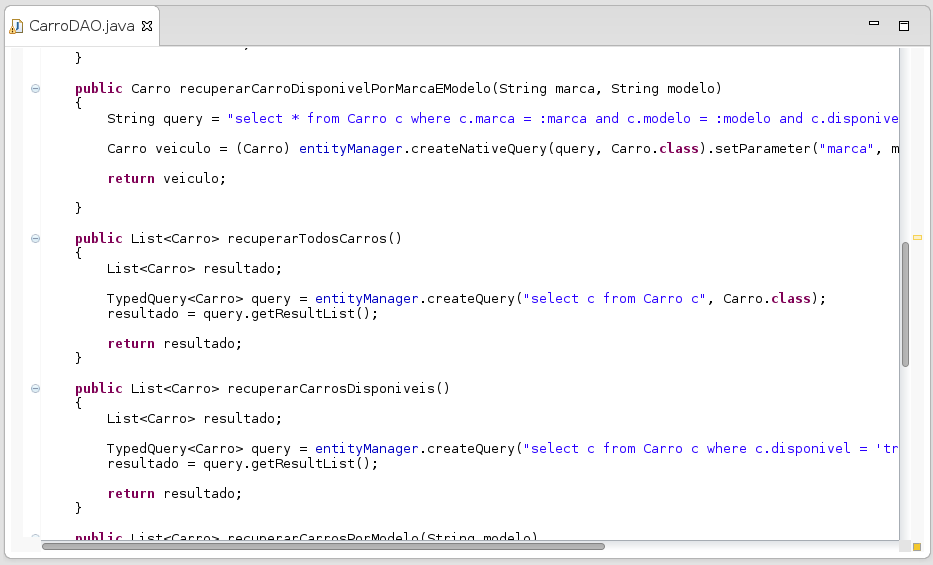 CarroDAO.java
}
public Carro recuperarCarroDisponivelPorMarcaEModelo(String marca, String modelo)
{
String query = "select * from Carro c where c.marca = :marca and c.modelo = :modelo and c.disponive
Carro veiculo = (Carro) entityManager.createNativeQuery(query, Carro.class).setParameter("marca", m
return veiculo;
}
public List<Carro> recuperarTodosCarros()
{
List<Carro> resultado;
TypedQuery<Carro> query = entityManager.createQuery("select c from Carro c", Carro.class);
resultado = query.getResultList();
return resultado;
}
public List<Carro> recuperarCarrosDisponiveis()
{
List<Carro> resultado;
TypedQuery<Carro> query = entityManager.createQuery("select c from Carro c where c.disponivel = 'tr
resultado = query.getResultList();
return resultado;
}
public List<Carro> recuperarCarrosPorModelo(String modelo)